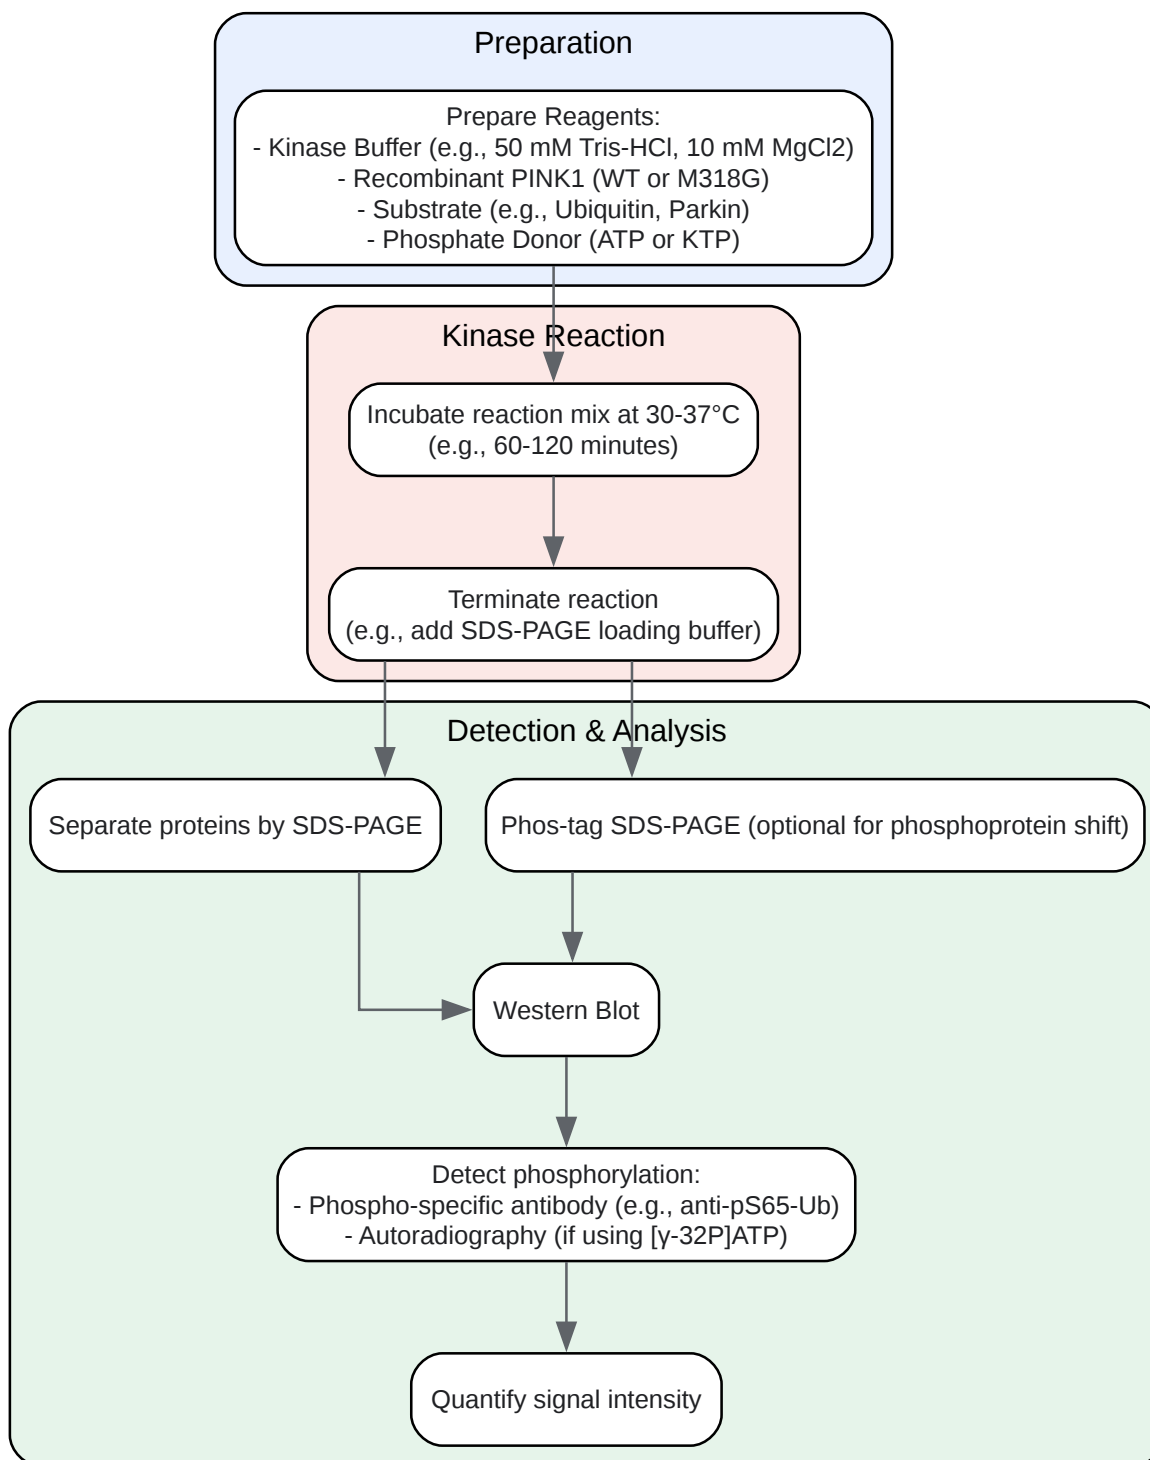 Preparation
Prepare Reagents:
- Kinase Buffer (e.g., 50 mM Tris-HCl, 10 mM MgCl2)
- Recombinant PINK1 (WT or M318G)
- Substrate (e.g., Ubiquitin, Parkin)
- Phosphate Donor (ATP or KTP)
Kinase Reaction
Incubate reaction mix at 30-37°C
(e.g., 60-120 minutes)
Terminate reaction
(e.g., add SDS-PAGE loading buffer)
Detection & Analysis
Separate proteins by SDS-PAGE
Phos-tag SDS-PAGE (optional for phosphoprotein shift)
Western Blot
Detect phosphorylation:
- Phospho-specific antibody (e.g., anti-pS65-Ub)
- Autoradiography (if using [γ-32P]ATP)
Quantify signal intensity